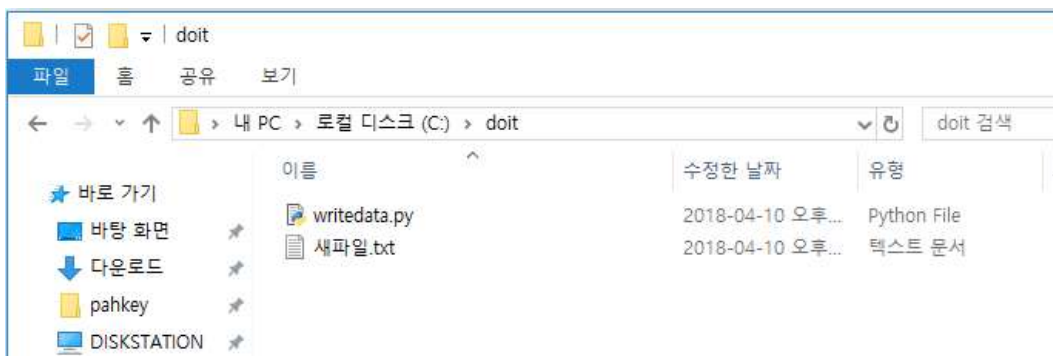 doit
파일 홈 공유 보기
내 PC > 로컬 디스크 (C:) > doit doit 검색
이름 수정한 날짜 유형
바로 가기
writedata.py 2018-04-10 오후... Python File
바탕 화면
새파일.txt 2018-04-10 오후... 텍스트 문서
다운로드
pahkey
DISKSTATION